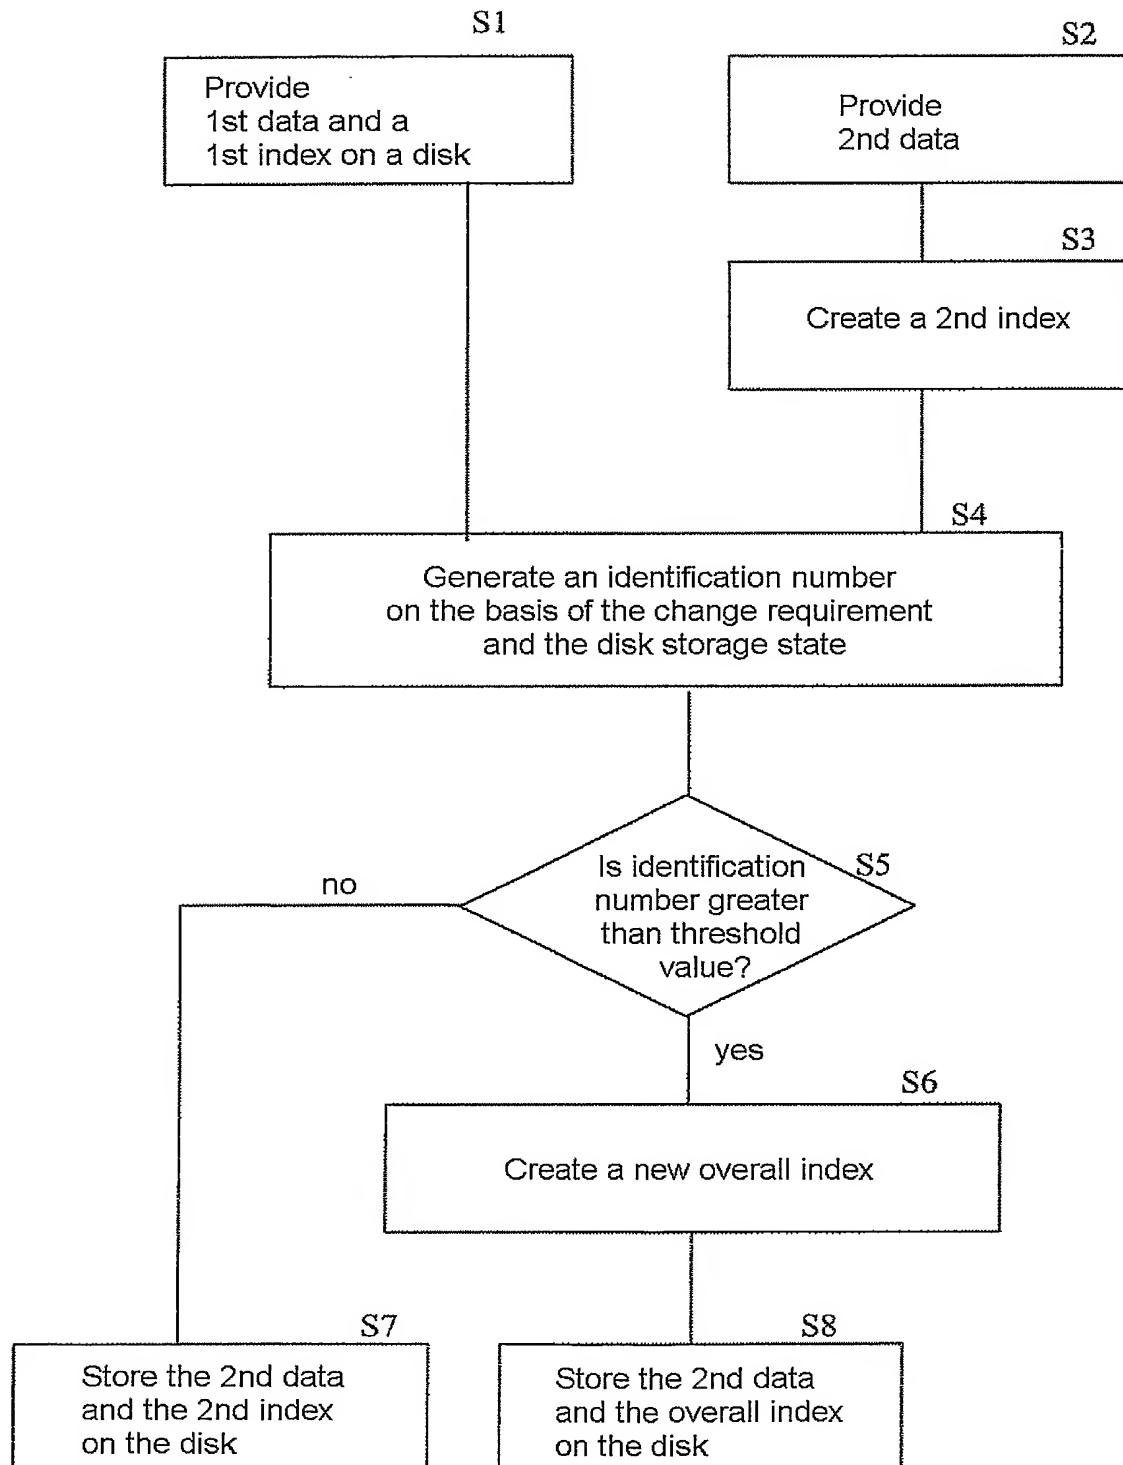 S1
Provide
1st data and a
1st index on a disk
S2
Provide
2nd data
S3
Create a 2nd index
S4
Generate an identification number
on the basis of the change requirement
and the disk storage state
S5
Is identification
number greater
than threshold
value?
no
yes
S6
Create a new overall index
S7
Store the 2nd data
and the 2nd index
on the disk
S8
Store the 2nd data
and the overall index
on the disk